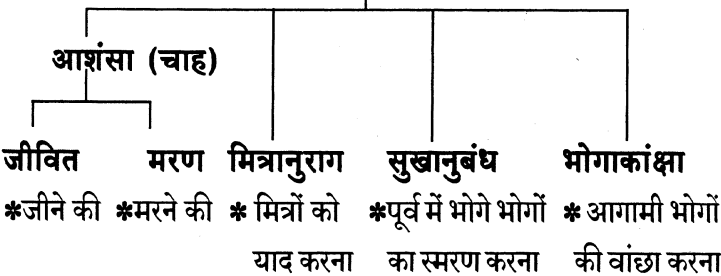 आशंसा (चाह)
जीवित मरण मित्रानुराग सुखानुबंध भोगाकांक्षा
*जीने की *मरने की * मित्रों को *पूर्व में भोगे भोगों * आगामी भोगों
याद करना का स्मरण करना की वांछा करना